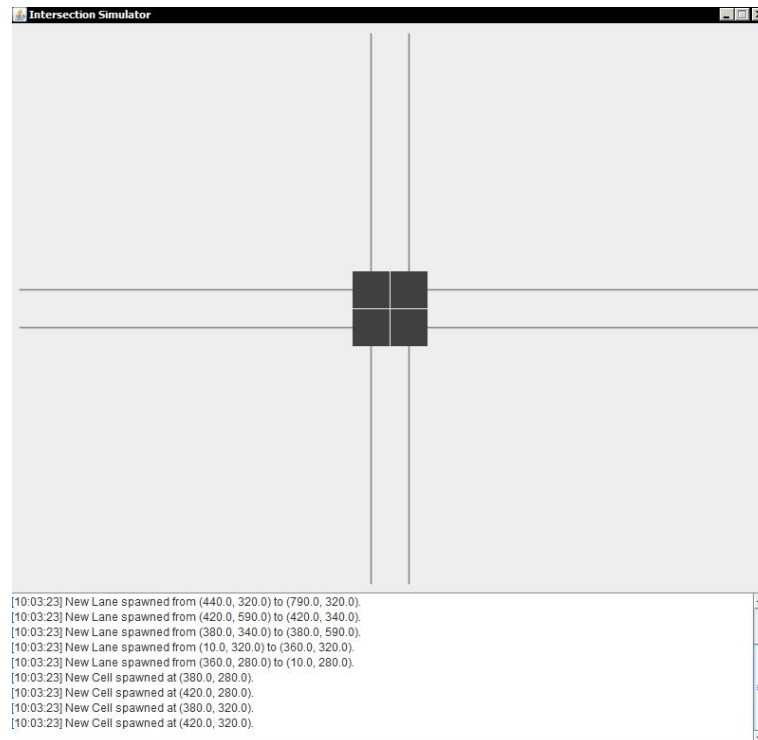 Intersection Simulator
[10:03:23] New Lane spawned from (440.0, 320.0) to (790.0, 320.0).
[10:03:23] New Lane spawned from (420.0, 590.0) to (420.0, 340.0).
[10:03:23] New Lane spawned from (380.0, 340.0) to (380.0, 590.0).
[10:03:23] New Lane spawned from (10.0, 320.0) to (360.0, 320.0).
[10:03:23] New Lane spawned from (360.0, 280.0) to (10.0, 280.0).
[10:03:23] New Cell spawned at (380.0, 280.0).
[10:03:23] New Cell spawned at (420.0, 280.0).
[10:03:23] New Cell spawned at (380.0, 320.0).
[10:03:23] New Cell spawned at (420.0, 320.0).